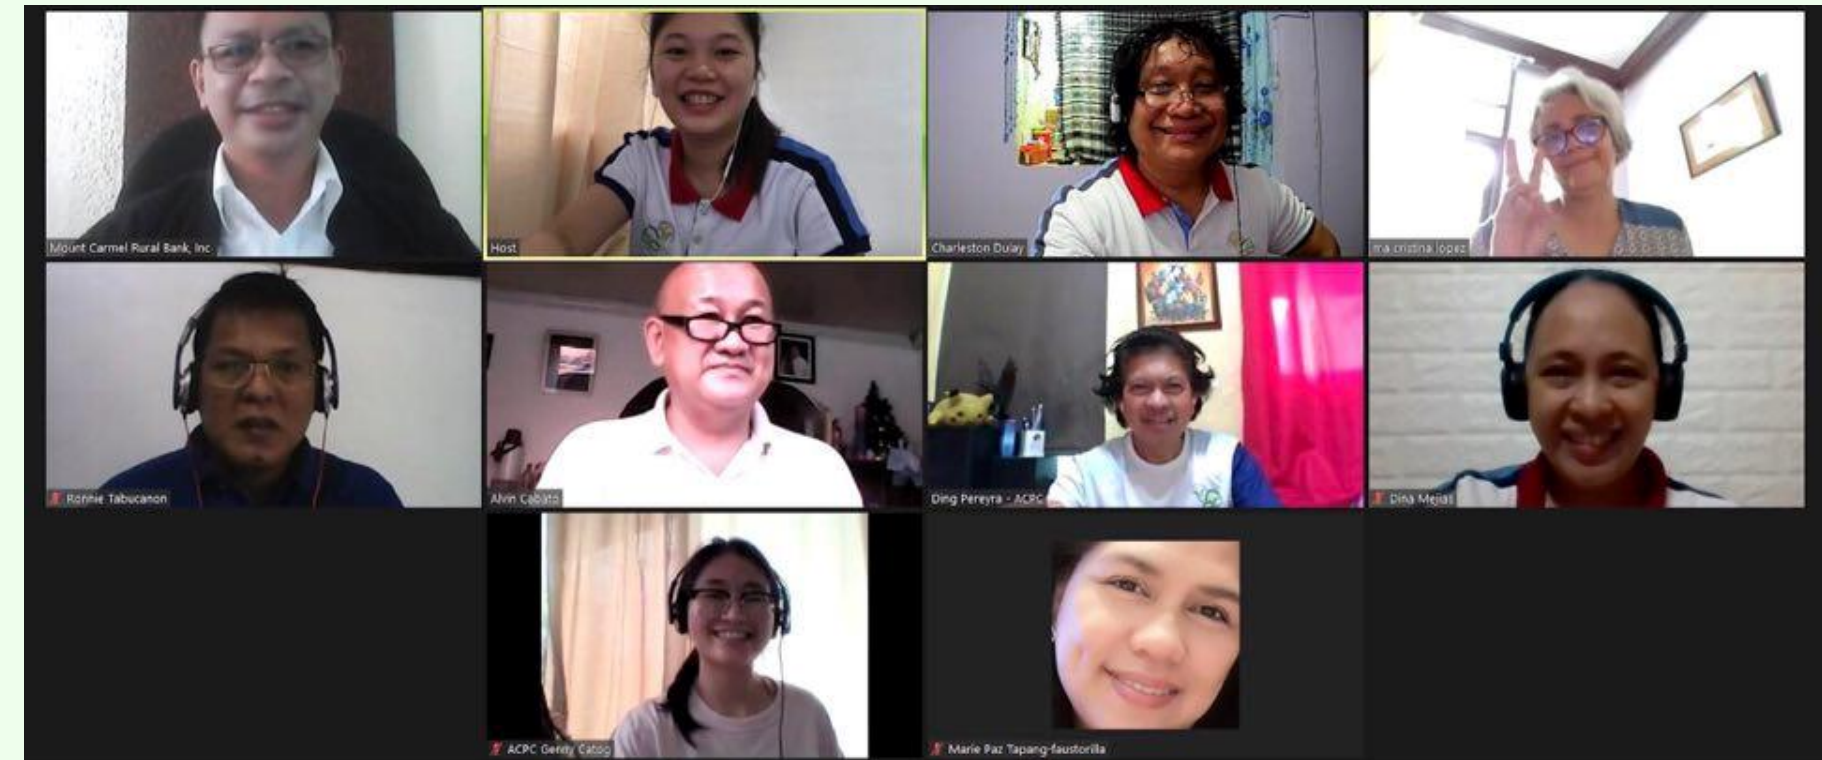 Mount Carmel Rural Bank, Inc
Host
Charleston Dulay
ma cristina lopez
Ronnie Tabucanon
Alvin Cabato
Ding Pereyra - ACPC
Dina Mejias
ACPC Genny Catog
Marie Paz Tapang-faustorilla